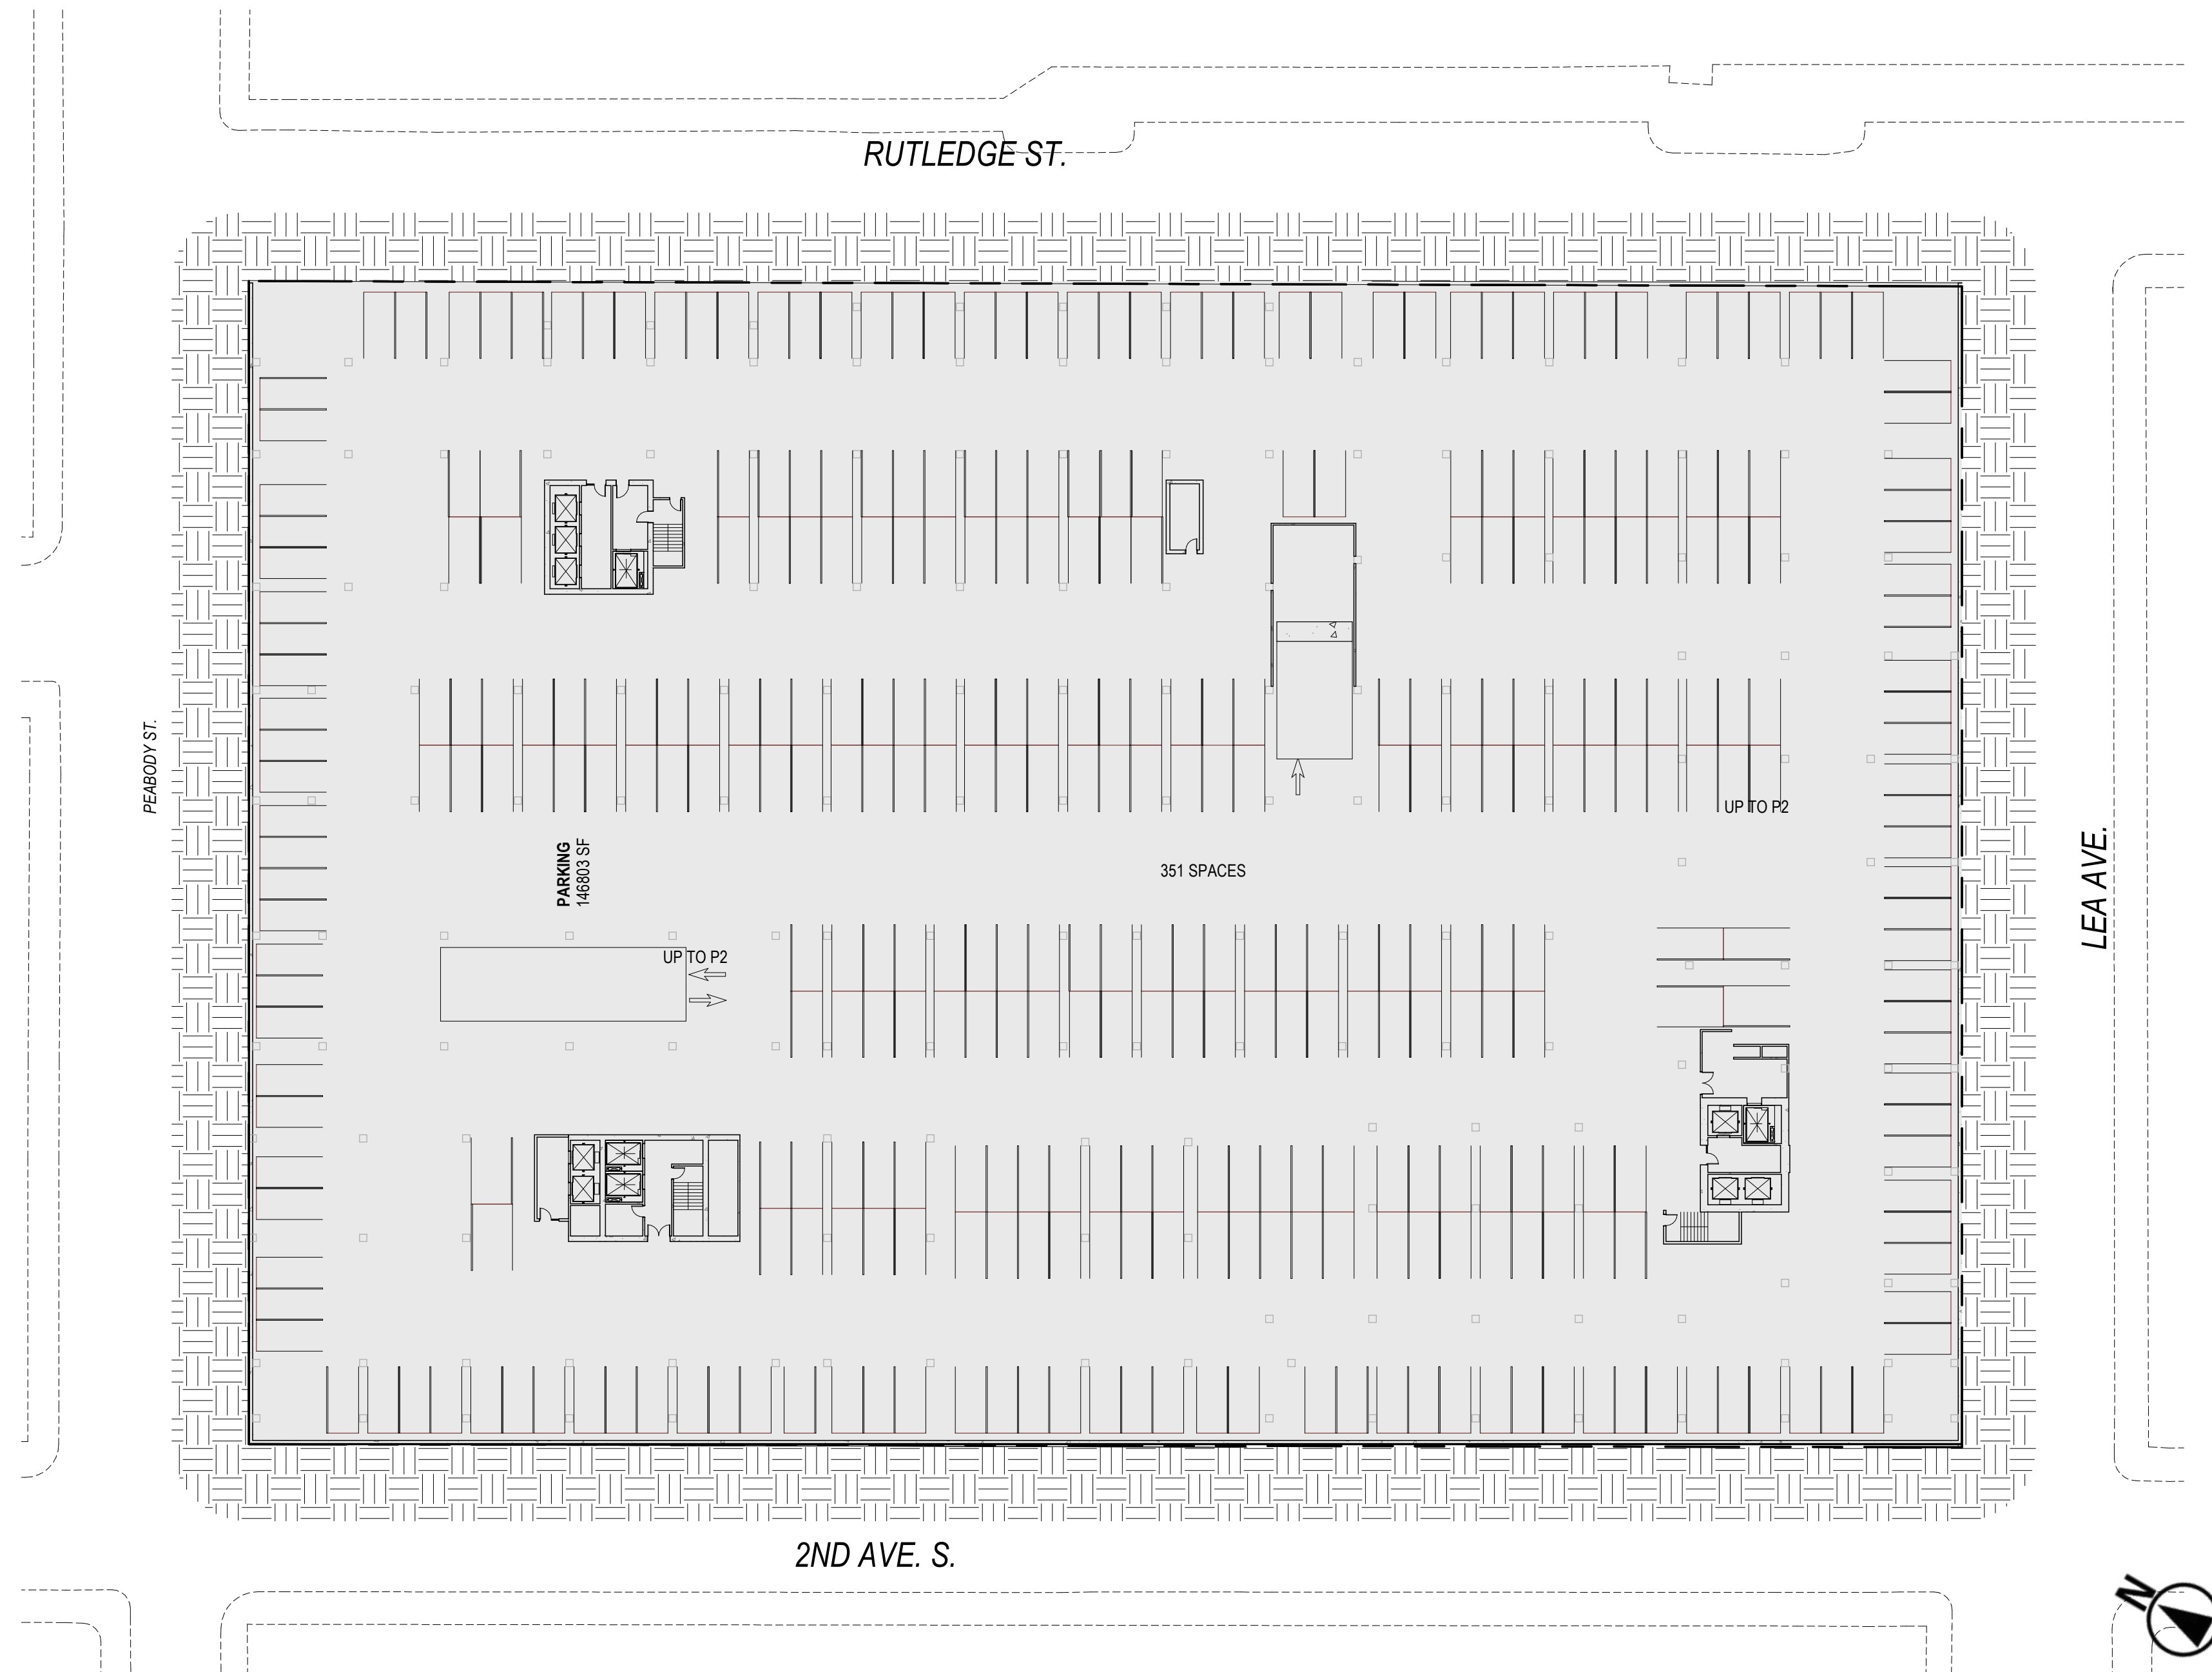 RUTLEDGE ST.
PEABODY ST.
UP TO P2
PARKING
146803 SF
351 SPACES
LEA AVE.
UP TO P2
2ND AVE. S.
N